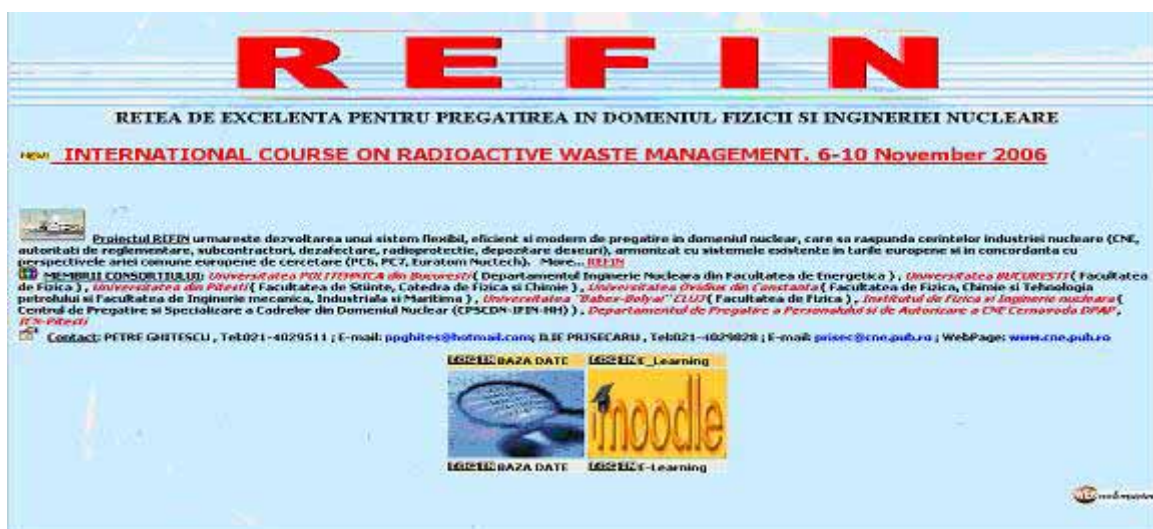 REFIN
RETEA DE EXCELENTA PENTRU PREGATIREA IN DOMENIUL FIZICII SI INGINERIEI NUCLEARE
NEW! INTERNATIONAL COURSE ON RADIOACTIVE WASTE MANAGEMENT. 6-10 November 2006
Proiectul REFIN urmareste dezvoltarea unui sistem flexibil, eficient si modern de pregatire in domeniul nuclear, care sa raspunda cerintelor industriei nucleare (CNE,
autoritati de reglementare, subcontractori, dezafectare, radioprotectie, depozitare deseuri), armonizat cu sistemele existente in tarile europene si in concordanta cu
perspectivele ariei comune europene de cercetare (PC6, PC7, Euratom Nuctech). More... REFIN
MEMBRII CONSORTIULUI: Universitatea POLITEHNICA din Bucuresti( Departamentul Inginerie Nucleara din Facultatea de Energetica ) , Universitatea BUCURESTI( Facultatea
de Fizica ) , Universitatea din Pitesti( Facultatea de Stiinte, Catedra de Fizica si Chimie ) , Universitatea Ovidius din Constanta( Facultatea de Fizica, Chimie si Tehnologia
petrolului si Facultatea de Inginerie mecanica, Industriala si Maritima ) , Universitatea "Babes-Bolyai" CLUJ( Facultatea de Fizica ) , Institutul de Fizica si Inginerie nucleara(
Centrul de Pregatire si Specializare a Cadrelor din Domeniul Nuclear (CPSCDN-IFIN-HH) ) , Departamentul de Pregatire a Personalului si de Autorizare a CNE Cernavoda DPAP ,
ICN-Pitesti
Contact: PETRE GHITESCU , Tel:021-4029511 ; E-mail: ppghites@hotmail.com; ILIE PRISECARU , Tel:021-4029828 ; E-mail: prisec@cne.pub.ro ; WebPage: www.cne.pub.ro
LOG IN BAZA DATE LOG IN E_Learning
moodle
LOG IN BAZA DATE LOG IN E-Learning